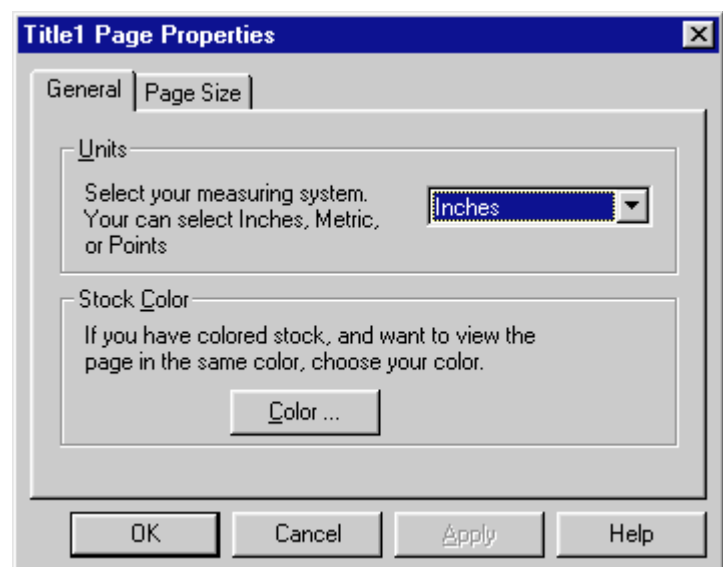 Title1 Page Properties
General
Page Size
Units
Select your measuring system.
Your can select Inches, Metric,
or Points
Inches
Stock Color
If you have colored stock, and want to view the
page in the same color, choose your color.
Color ...
OK
Cancel
Apply
Help